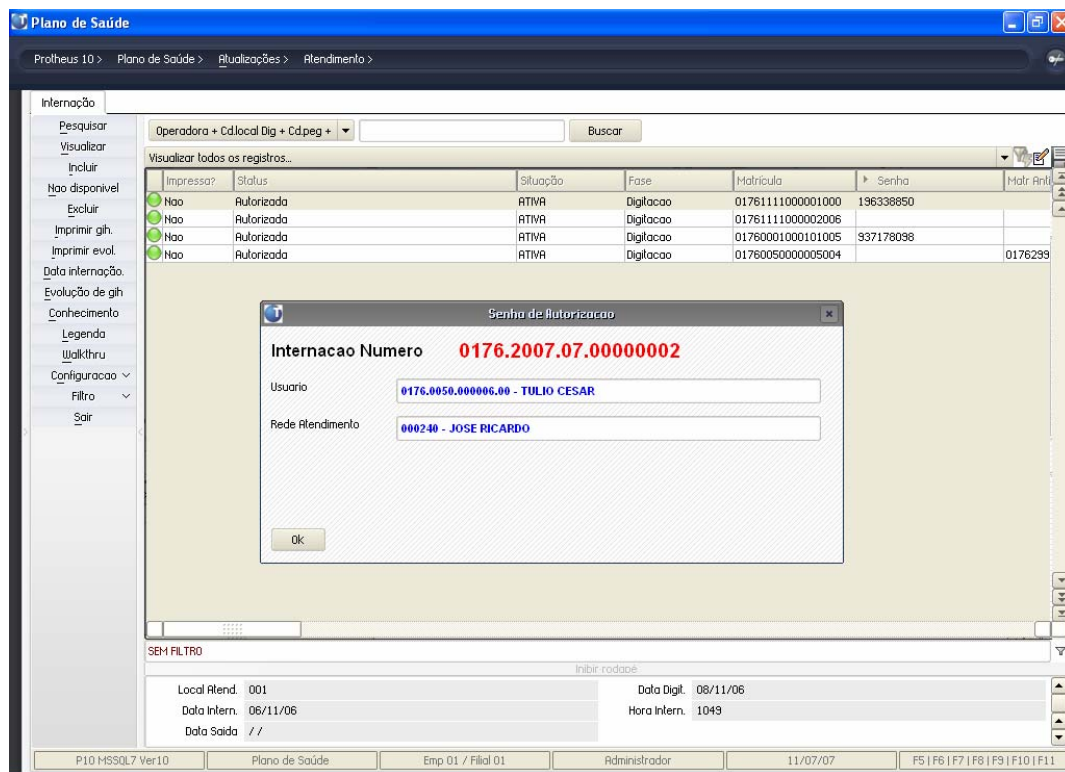 Plano de Saúde
Protheus 10 > Plano de Saúde > Atualizações > Atendimento >
Internação
Pesquisar
Visualizar
Incluir
Nao disponivel
Excluir
Imprimir gih.
Imprimir evol.
Data internação.
Evolução de gih
Conhecimento
Legenda
Walkthru
Configuracao
Filtro
Sair
Operadora + Cd.local Dig + Cd.peg +
Buscar
Visualizar todos os registros...
Impressa? Status Situação Fase Matrícula Senha Matr Anti
Nao Autorizada ATIVA Digitacao 01761111000001000 196338850
Nao Autorizada ATIVA Digitacao 01761111000002006
Nao Autorizada ATIVA Digitacao 01760001000101005 937178098
Nao Autorizada ATIVA Digitacao 01760050000005004 0176299
Senha de Autorizacao
Internacao Numero 0176.2007.07.00000002
Usuario 0176.0050.000006.00 - TULIO CESAR
Rede Atendimento 000240 - JOSE RICARDO
Ok
SEM FILTRO
Inibir rodapé
Local Atend. 001 Data Digit. 08/11/06
Data Intern. 06/11/06 Hora Intern. 1049
Data Saida / /
P10 MSSQL7 Ver10 Plano de Saúde Emp 01 / Filial 01 Administrador 11/07/07 F5 | F6 | F7 | F8 | F9 | F10 | F11